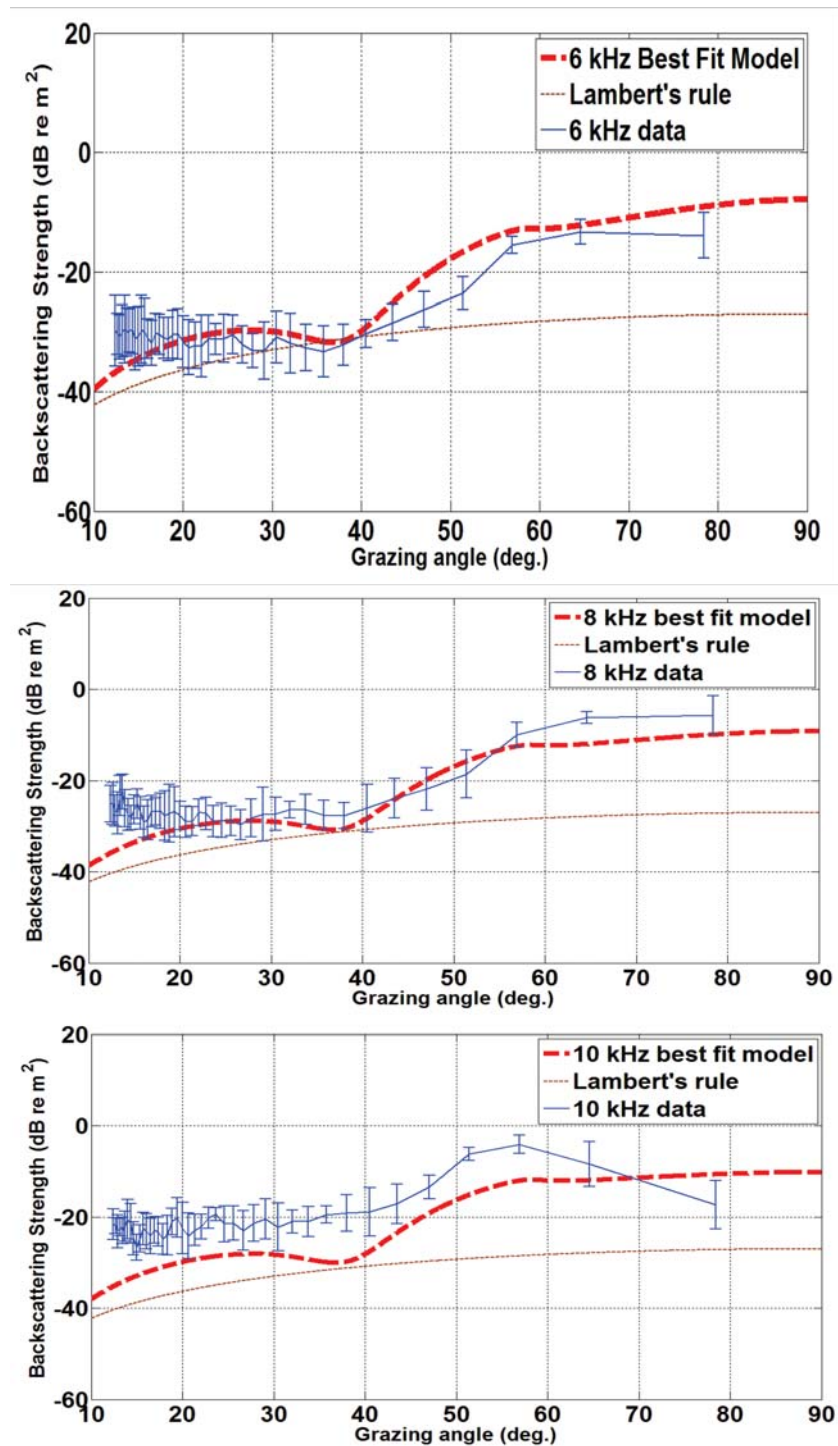 20
0
-20
-40
-60
Backscattering Strength (dB re m²)
6 kHz Best Fit Model
Lambert's rule
6 kHz data
10 20 30 40 50 60 70 80 90
Grazing angle (deg.)
20
0
-20
-40
-60
Backscattering Strength (dB re m²)
8 kHz best fit model
Lambert's rule
8 kHz data
10 20 30 40 50 60 70 80 90
Grazing angle (deg.)
20
0
-20
-40
-60
Backscattering Strength (dB re m²)
10 kHz best fit model
Lambert's rule
10 kHz data
10 20 30 40 50 60 70 80 90
Grazing angle (deg.)